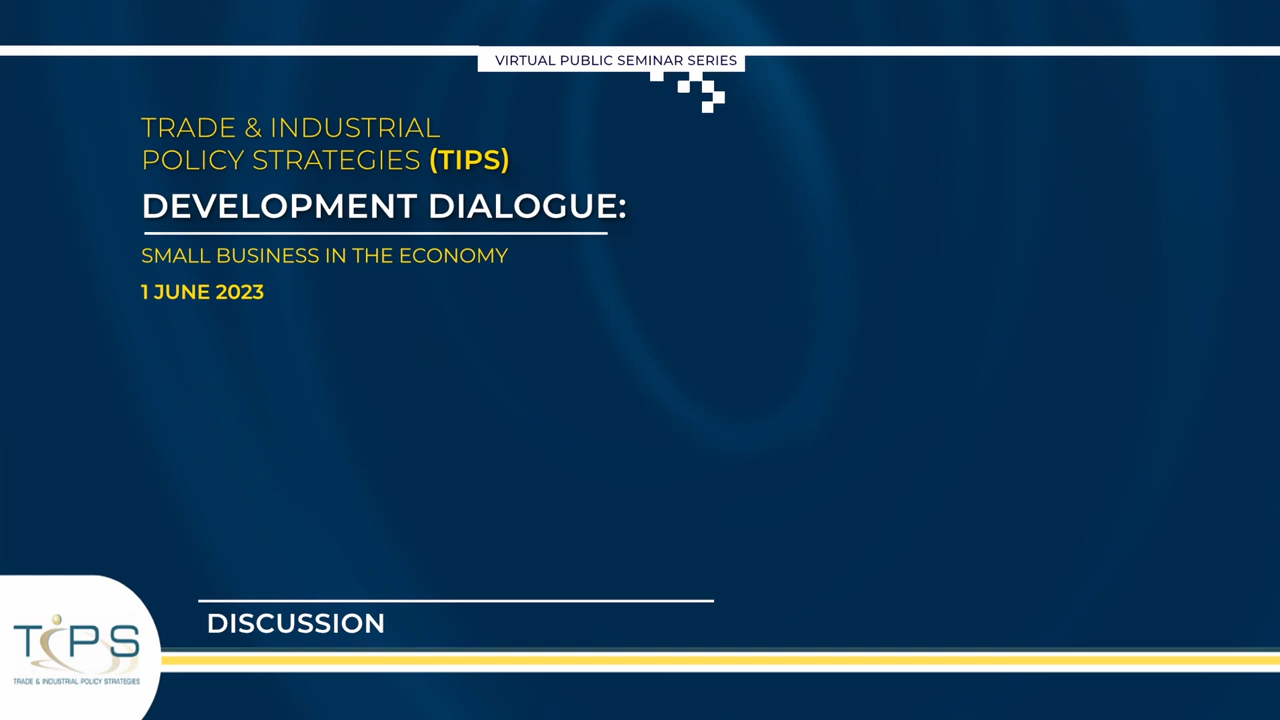 VIRTUAL PUBLIC SEMINAR SERIES
TRADE & INDUSTRIAL
POLICY STRATEGIES (TIPS)
DEVELOPMENT DIALOGUE:
SMALL BUSINESS IN THE ECONOMY
1 JUNE 2023
DISCUSSION
TiPS
TRADE & INDUSTRIAL POLICY STRATEGIES